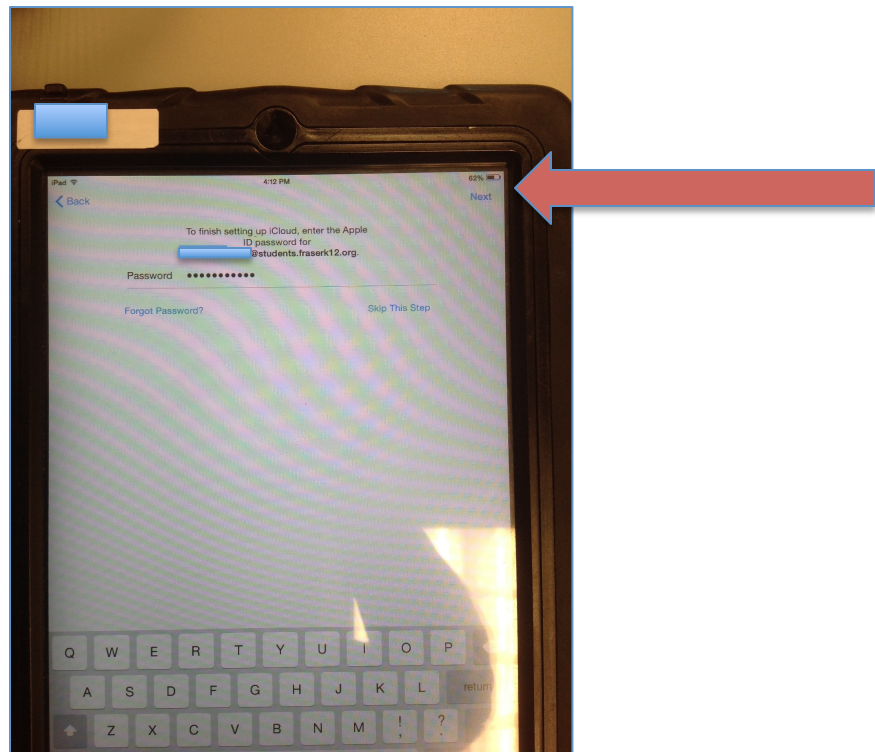 iPad 4:12 PM 62%
Back Next
To finish setting up iCloud, enter the Apple
ID password for
@students.fraserk12.org.
Password •••••••••••
Forgot Password? Skip This Step
Q W E R T Y U I O P
A S D F G H J K L return
Z X C V B N M ! , ? .